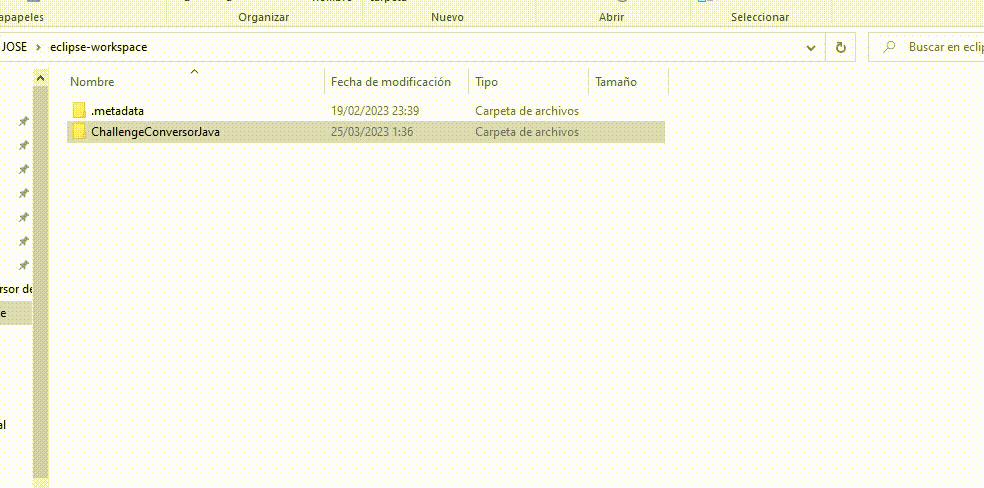 apapeles Organizar Nuevo Abrir Seleccionar
JOSE > eclipse-workspace Buscar en eclip
Nombre Fecha de modificación Tipo Tamaño
.metadata 19/02/2023 23:39 Carpeta de archivos
ChallengeConversorJava 25/03/2023 1:36 Carpeta de archivos
rsor de
e
al